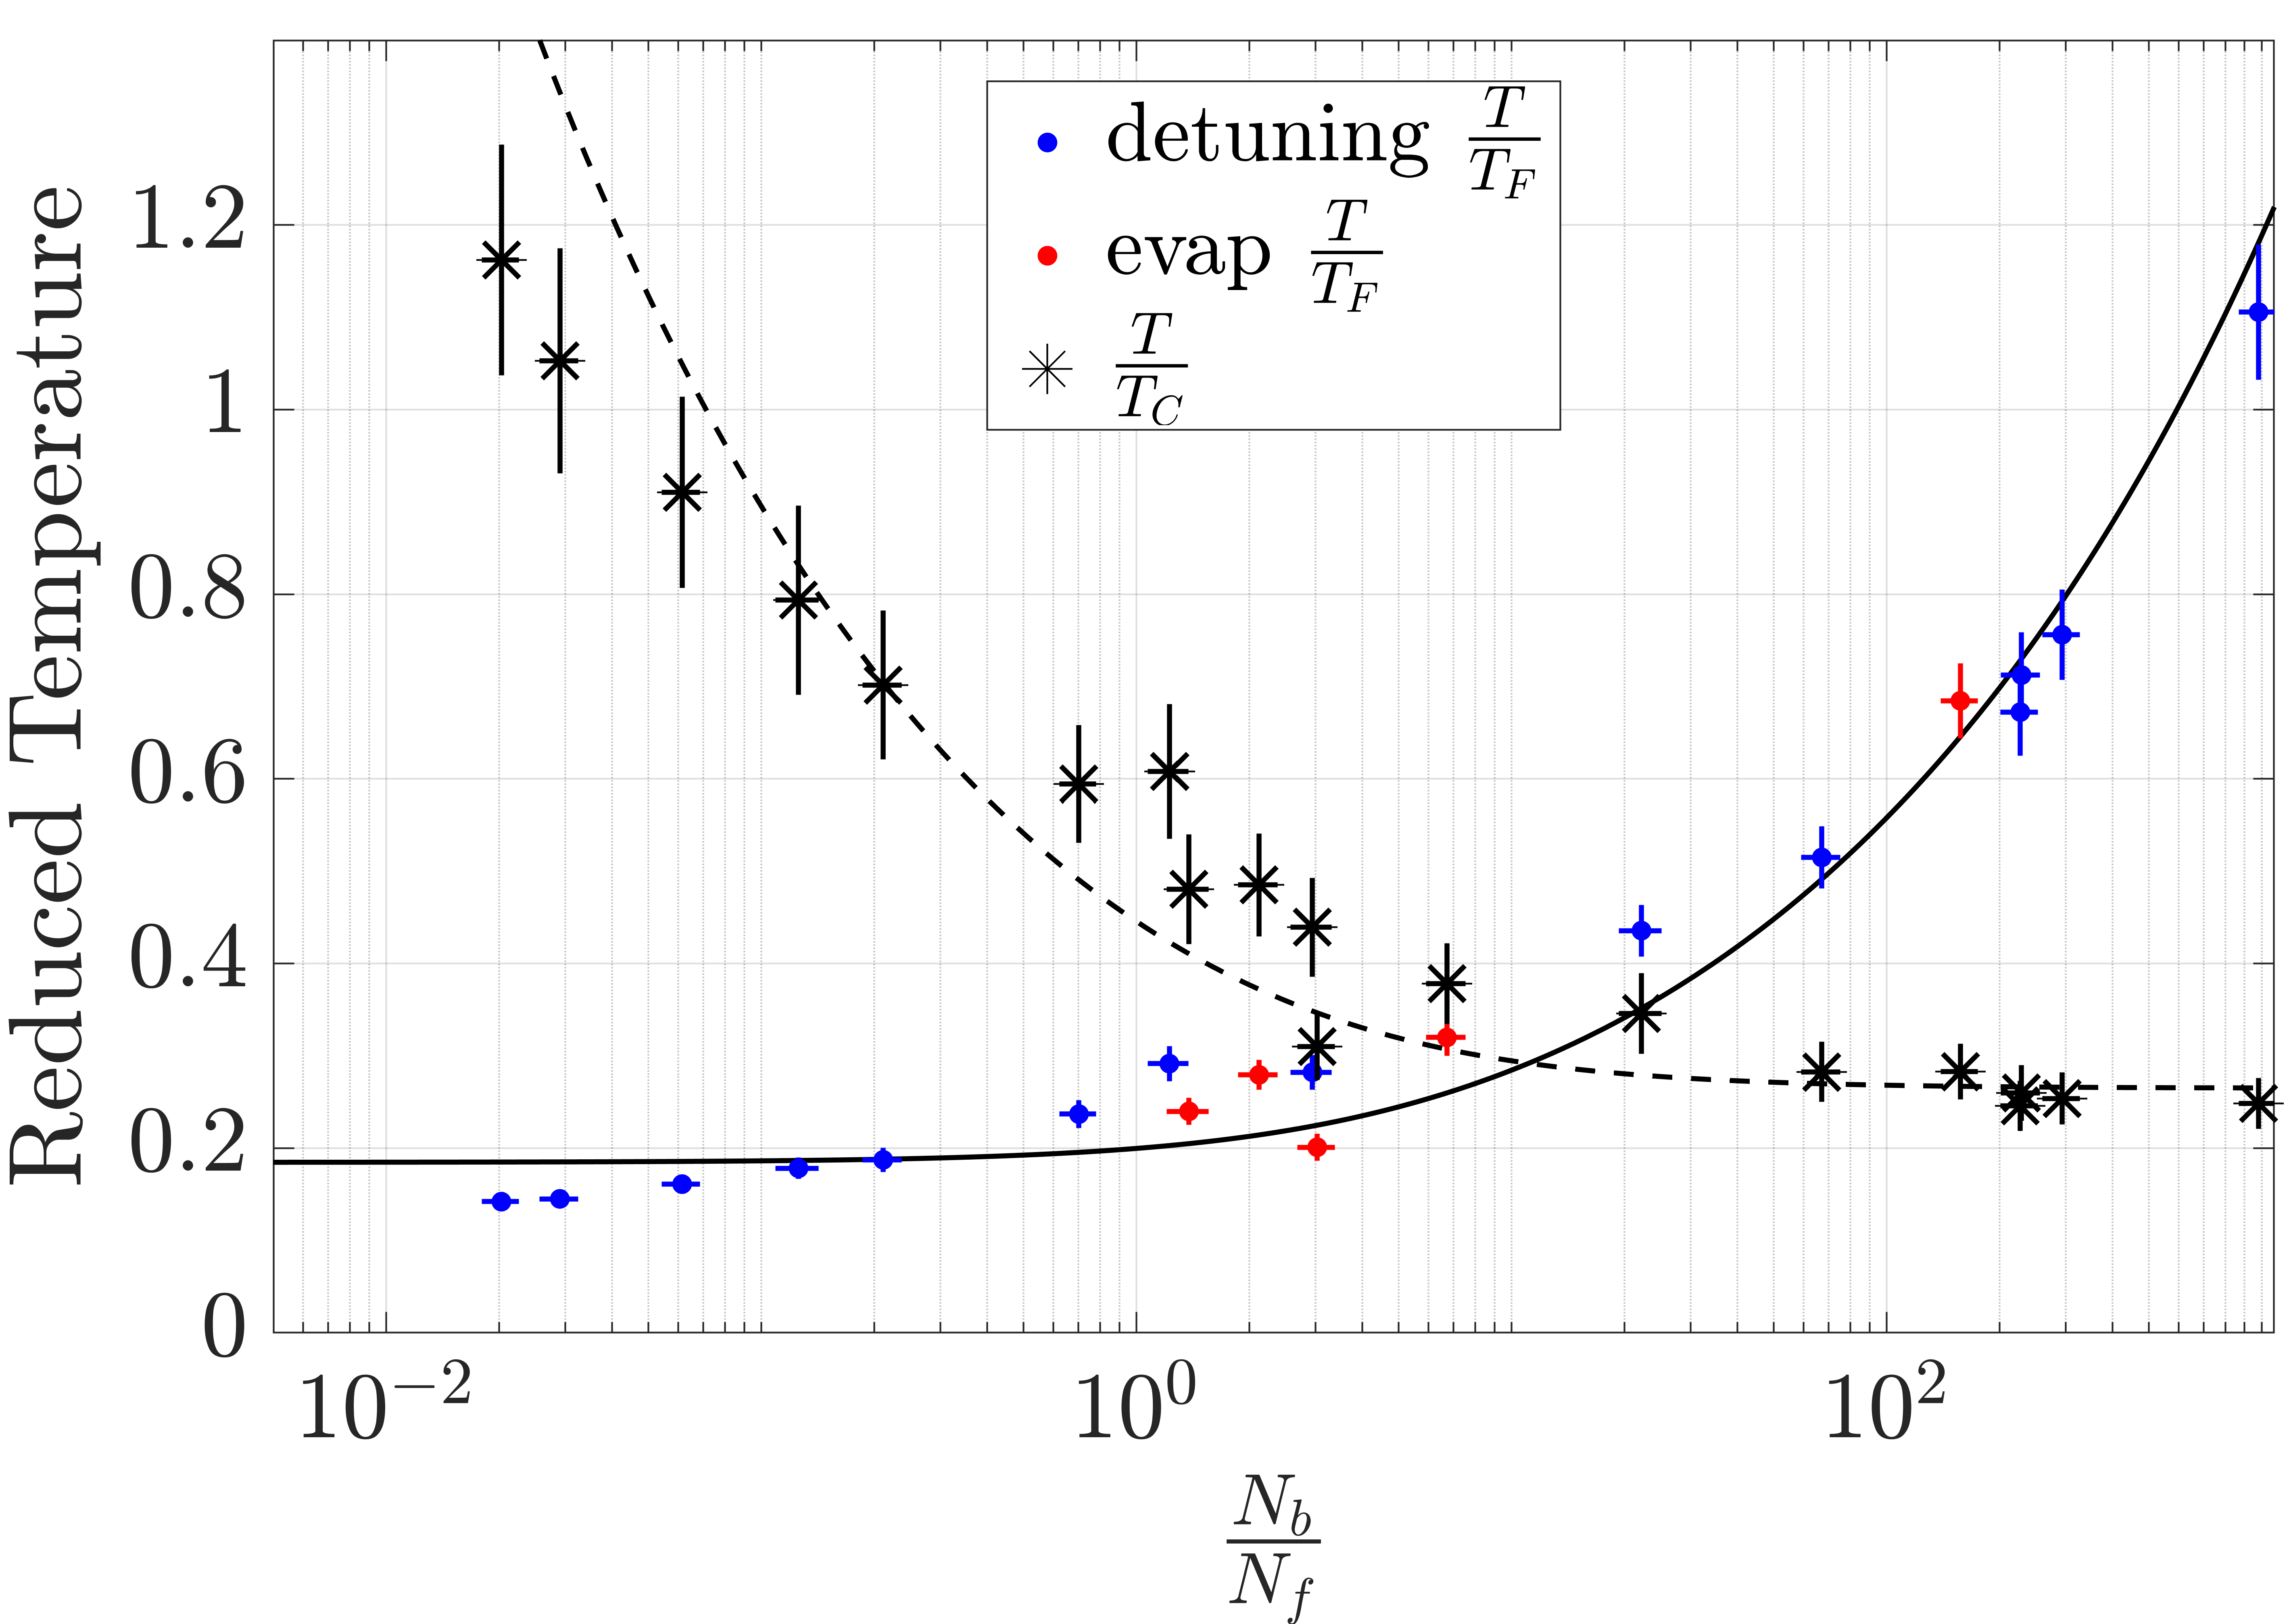 Reduced Temperature
1.2
1
0.8
0.6
0.4
0.2
0
detuning T/T_F
evap T/T_F
T/T_C
10^−2
10^0
10^2
N_b/N_f